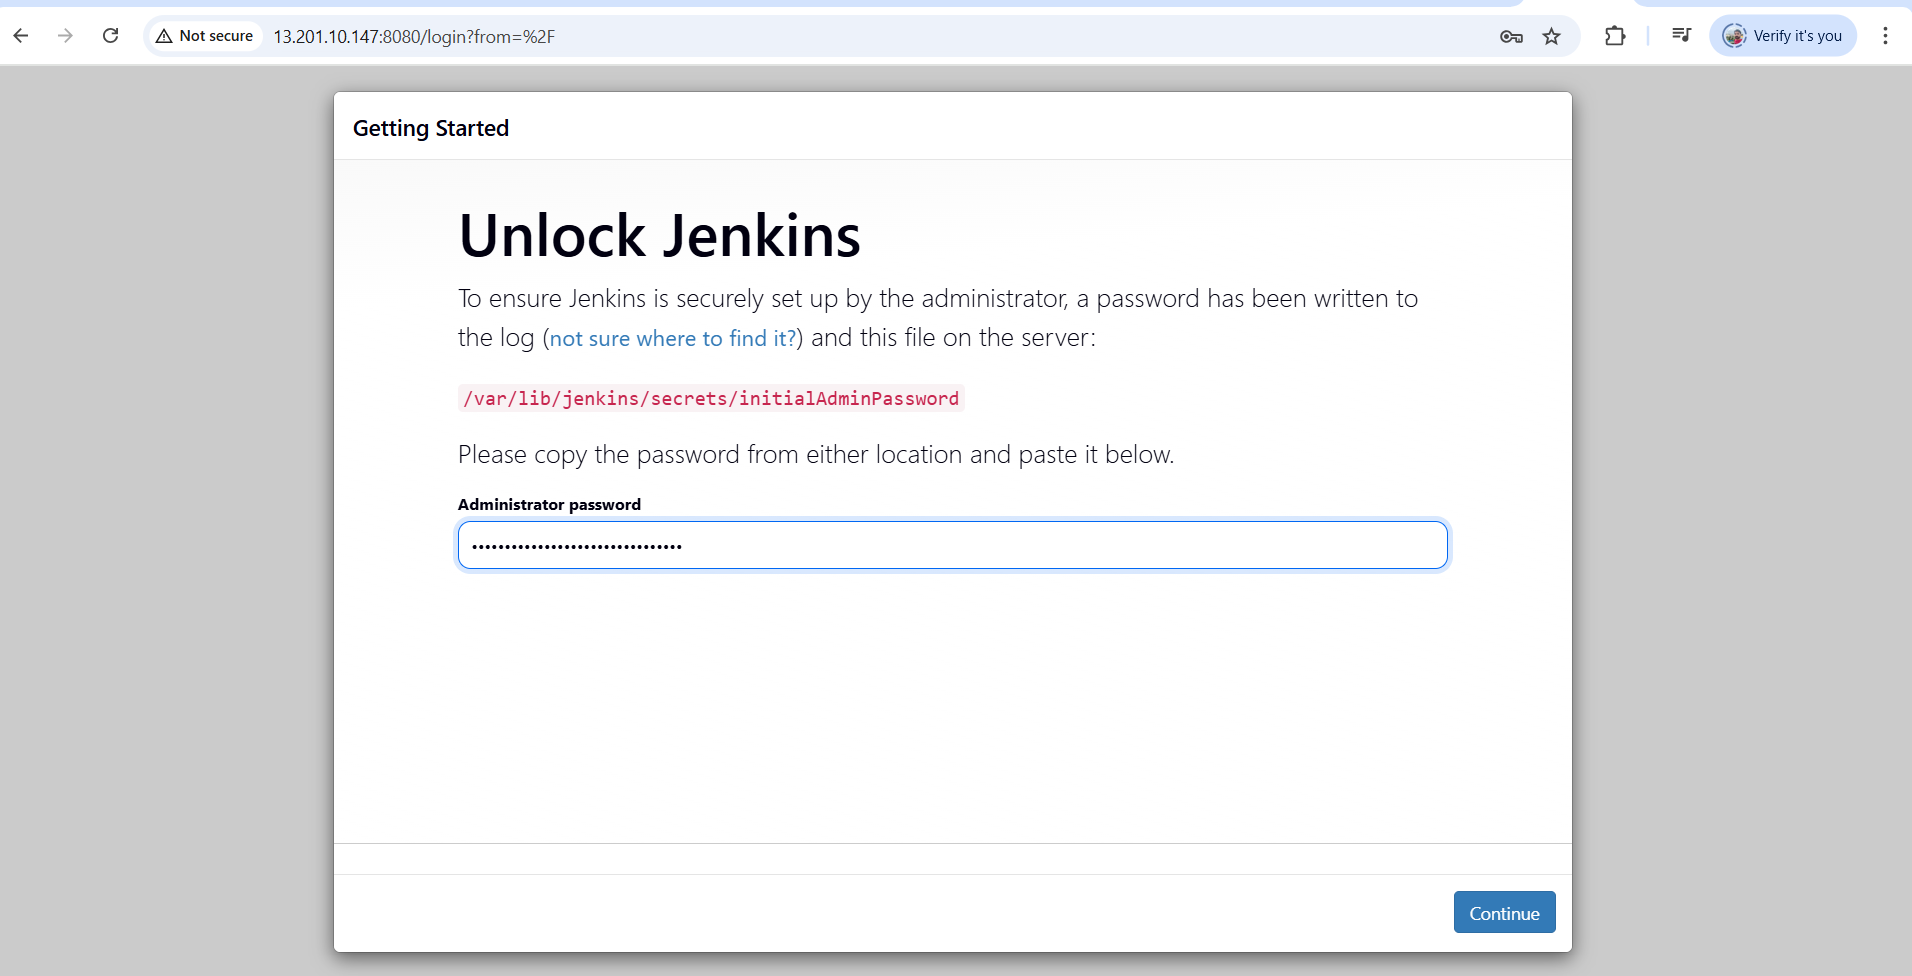 Not secure
13.201.10.147:8080/login?from=%2F
Verify it's you
Getting Started
Unlock Jenkins
To ensure Jenkins is securely set up by the administrator, a password has been written to
the log (not sure where to find it?) and this file on the server:
/var/lib/jenkins/secrets/initialAdminPassword
Please copy the password from either location and paste it below.
Administrator password
••••••••••••••••••••••••••••••••
Continue